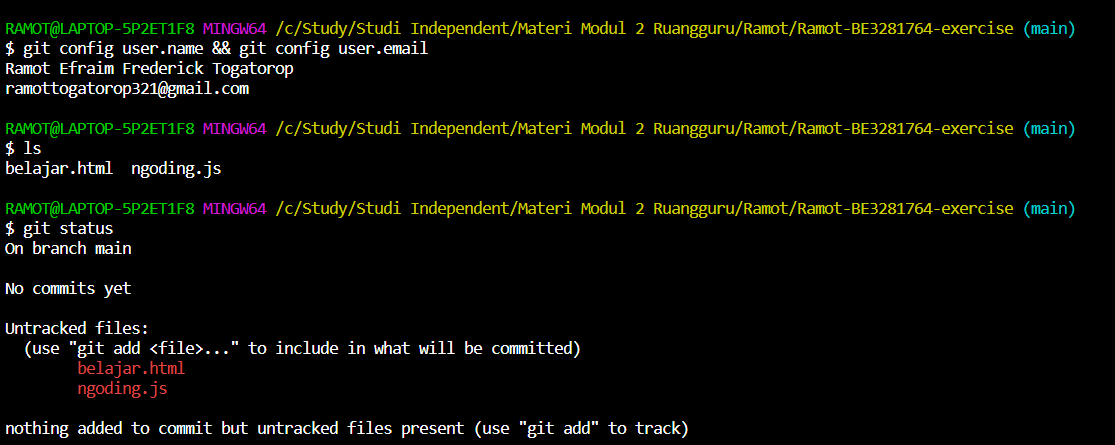 RAMOT@LAPTOP-5P2ET1F8 MINGW64 /c/Study/Studi Independent/Materi Modul 2 Ruangguru/Ramot/Ramot-BE3281764-exercise (main)
$ git config user.name && git config user.email
Ramot Efraim Frederick Togatorop
ramottogatorop321@gmail.com
RAMOT@LAPTOP-5P2ET1F8 MINGW64 /c/Study/Studi Independent/Materi Modul 2 Ruangguru/Ramot/Ramot-BE3281764-exercise (main)
$ ls
belajar.html  ngoding.js
RAMOT@LAPTOP-5P2ET1F8 MINGW64 /c/Study/Studi Independent/Materi Modul 2 Ruangguru/Ramot/Ramot-BE3281764-exercise (main)
$ git status
On branch main
No commits yet
Untracked files:
  (use "git add <file>..." to include in what will be committed)
        belajar.html
        ngoding.js
nothing added to commit but untracked files present (use "git add" to track)